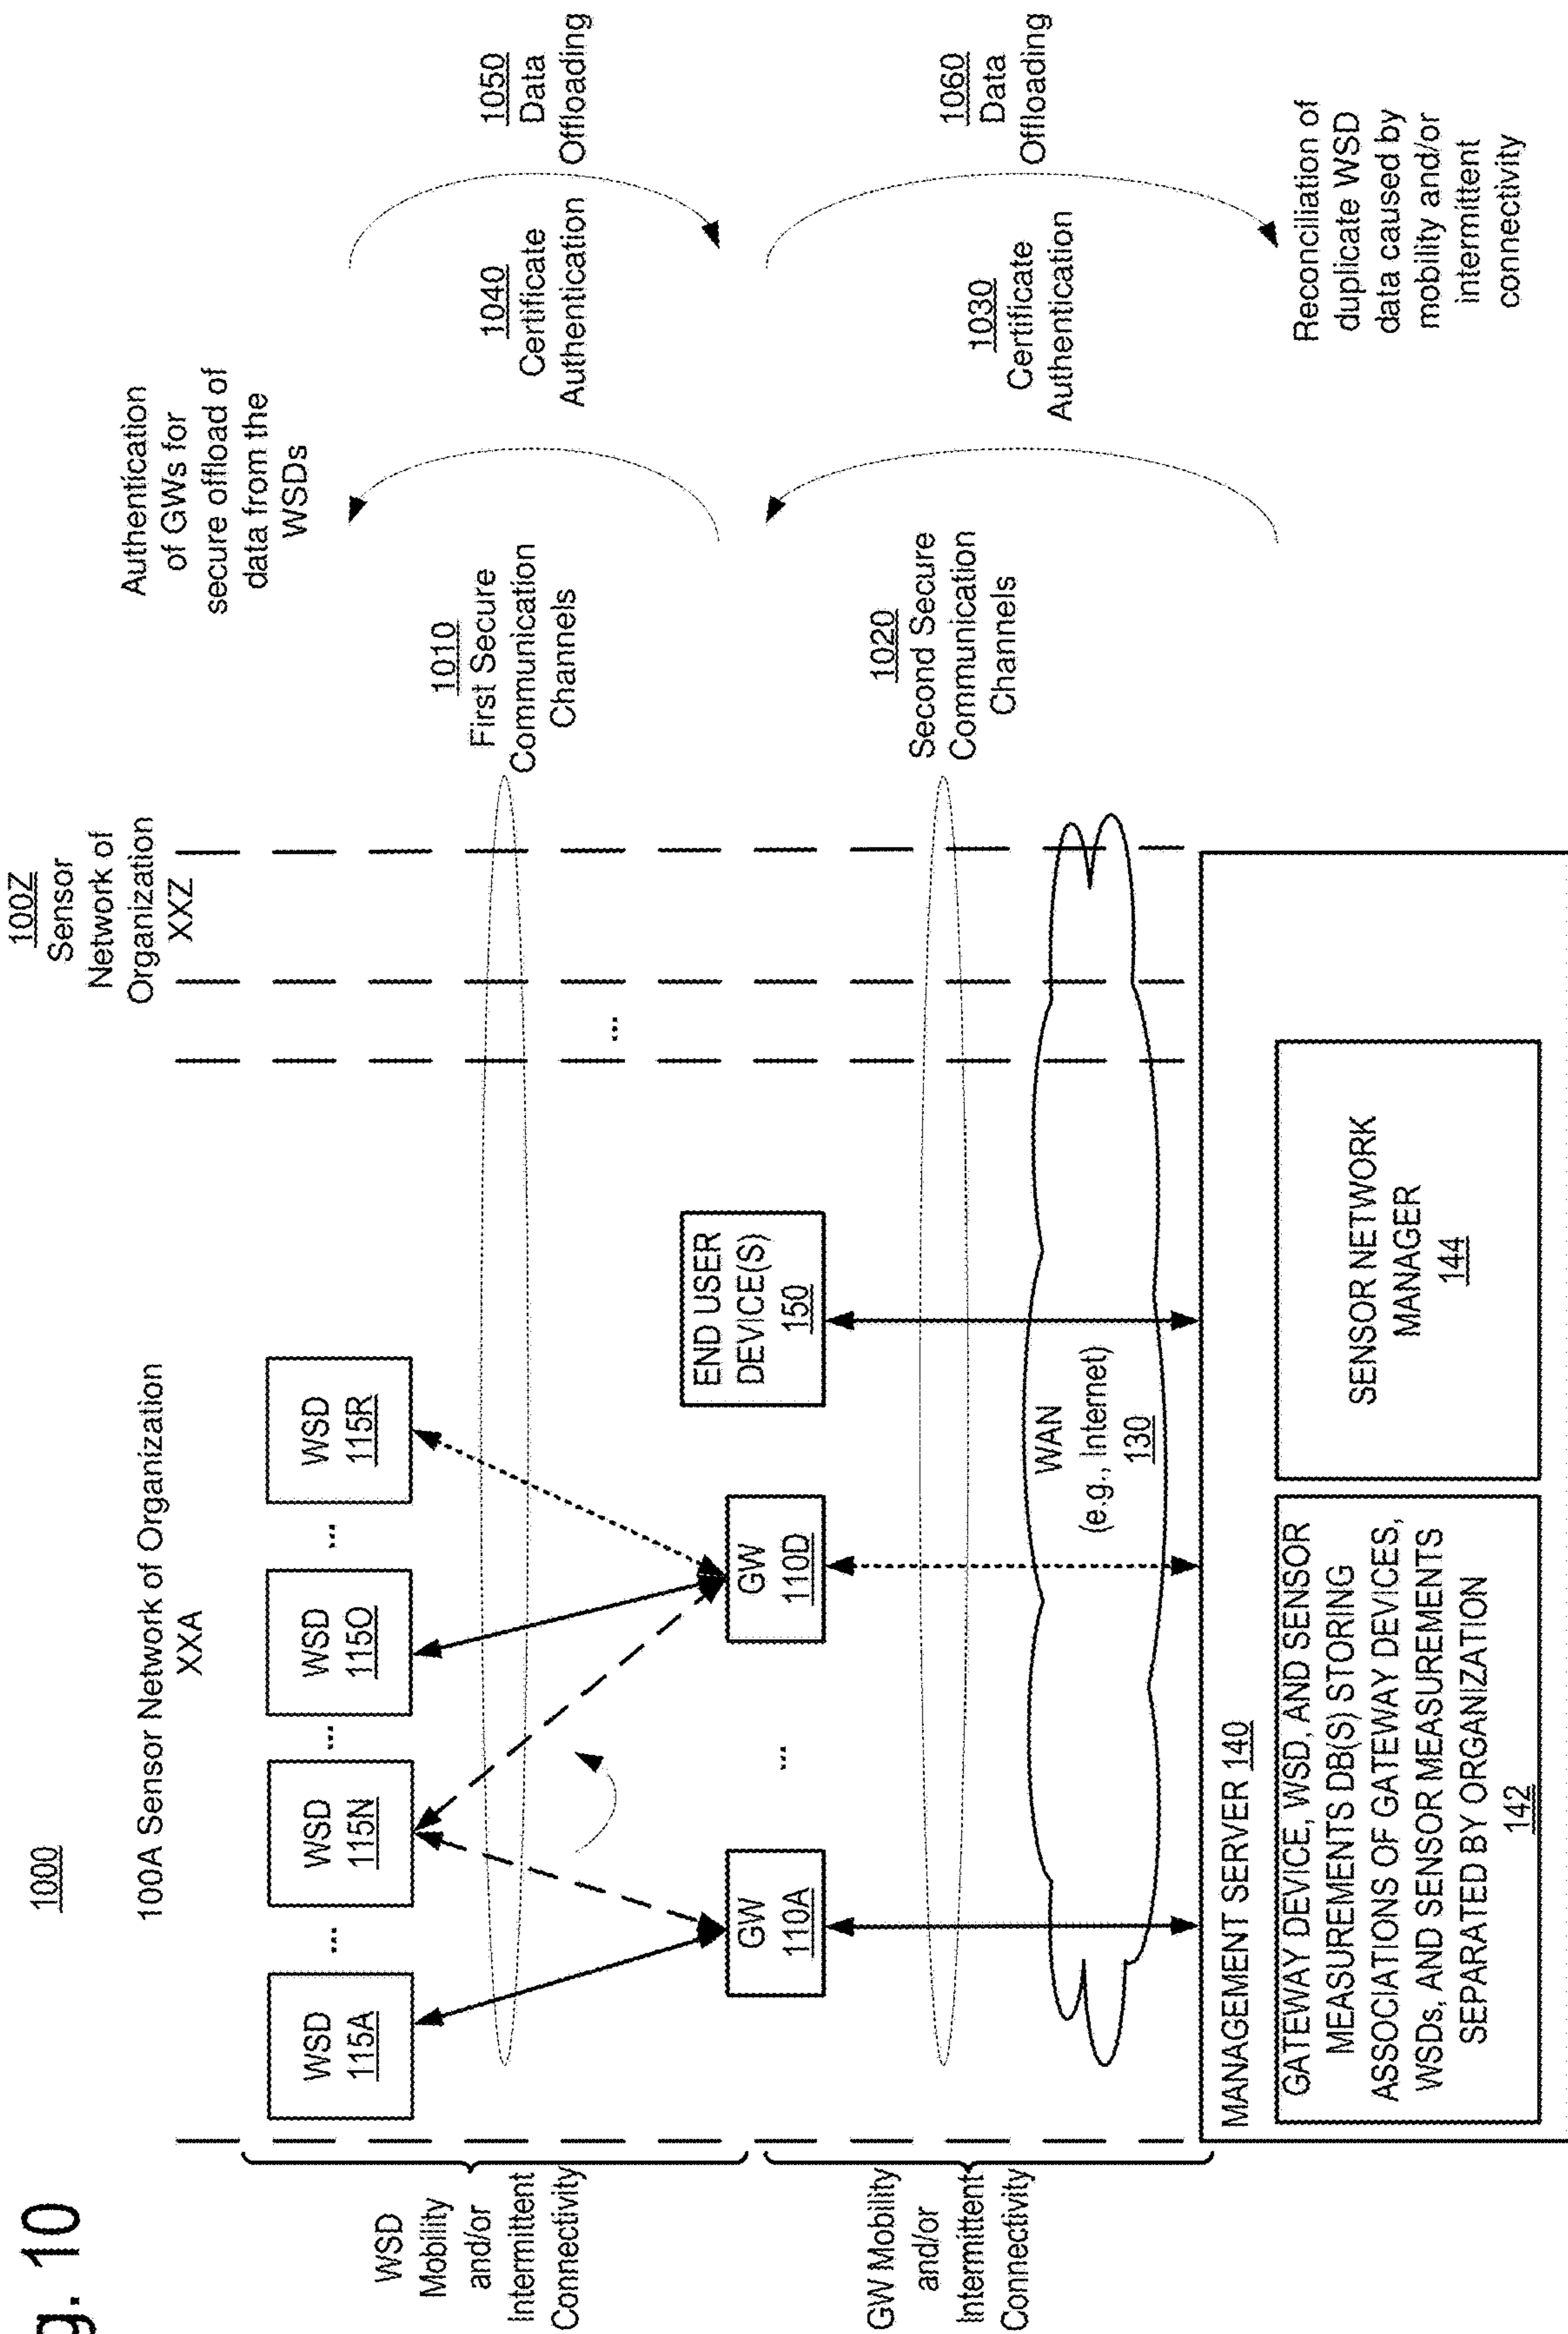 g. 10
1000
100A Sensor Network of Organization
XXA
100Z
Sensor
Network of
Organization
XXZ
Authentication
of GWs for
secure offload of
data from the
WSDs
WSD
Mobility
and/or
Intermittent
Connectivity
WSD
115A
...
WSD
115N
...
WSD
115O
...
WSD
115R
...
1010
First Secure
Communication
Channels
1040
Certificate
Authentication
1050
Data
Offloading
GW
110A
...
GW
110D
END USER
DEVICE(S)
150
GW Mobility
and/or
Intermittent
Connectivity
1020
Second Secure
Communication
Channels
1030
Certificate
Authentication
1060
Data
Offloading
WAN
(e.g., Internet)
130
MANAGEMENT SERVER 140
GATEWAY DEVICE, WSD, AND SENSOR
MEASUREMENTS DB(S) STORING
ASSOCIATIONS OF GATEWAY DEVICES,
WSDs, AND SENSOR MEASUREMENTS
SEPARATED BY ORGANIZATION
142
SENSOR NETWORK
MANAGER
144
Reconciliation of
duplicate WSD
data caused by
mobility and/or
intermittent
connectivity